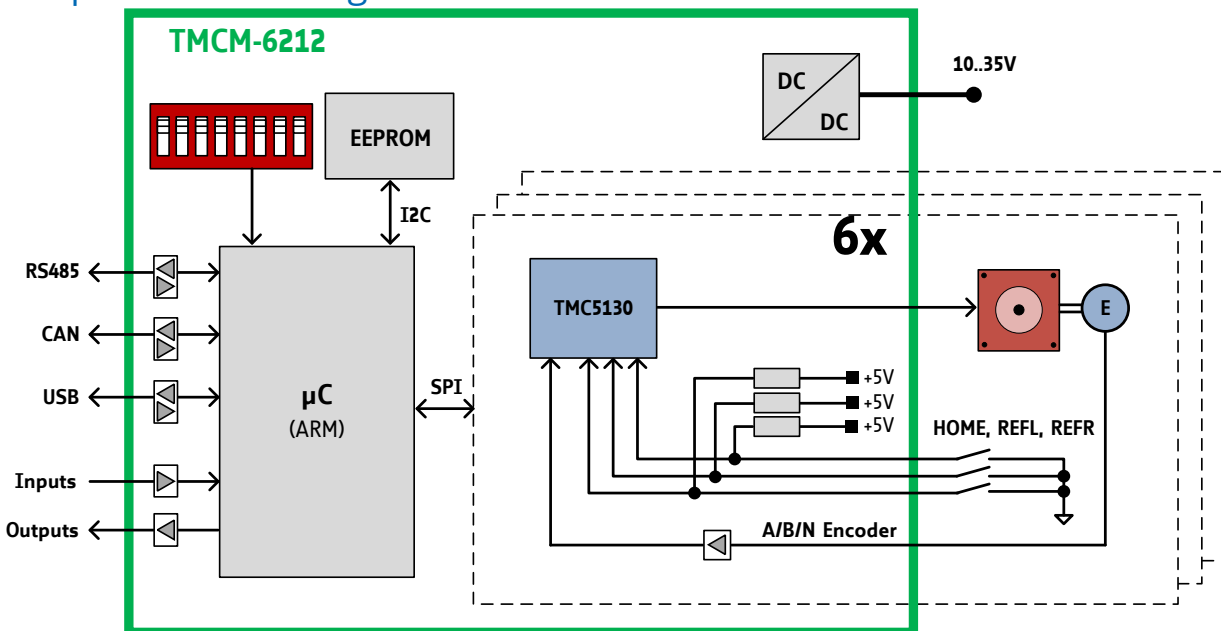 TMCM-6212
10..35V
DC
DC
EEPROM
I2C
6x
RS485
TMC5130
E
CAN
USB
µC
(ARM)
SPI
+5V
+5V
+5V
HOME, REFL, REFR
Inputs
Outputs
A/B/N Encoder